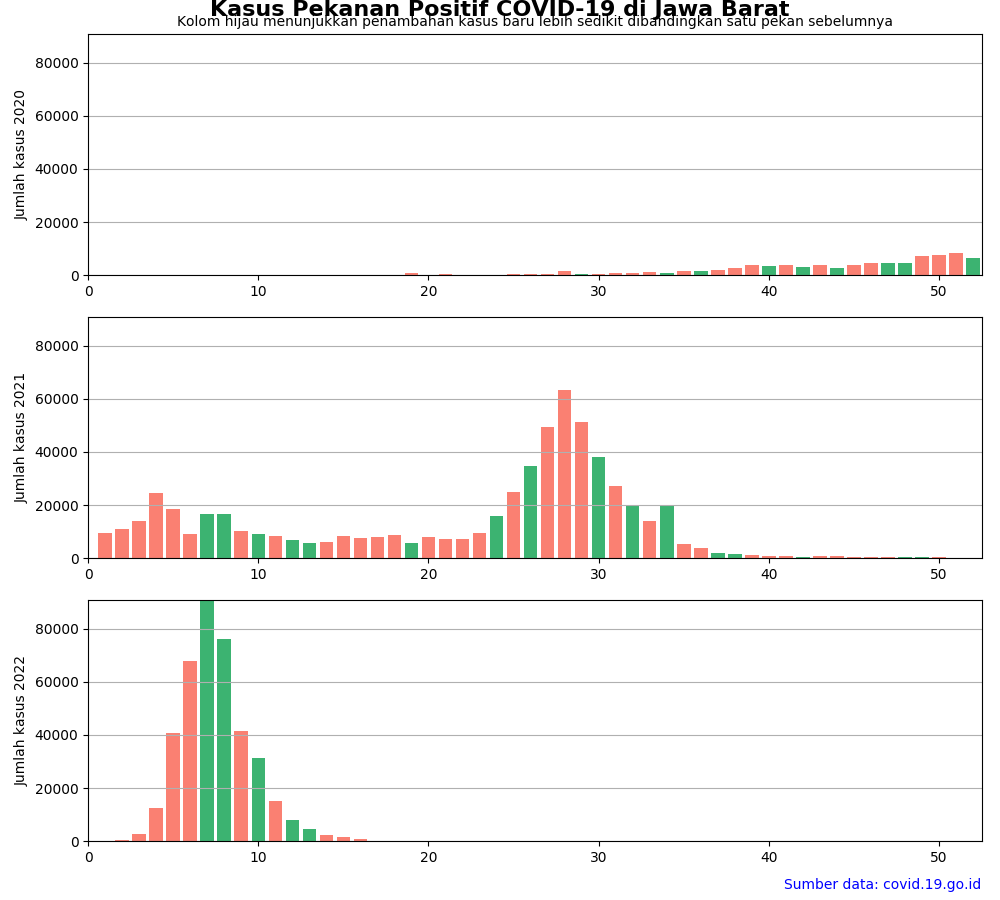 Kasus Pekanan Positif COVID-19 di Jawa Barat
Kolom hijau menunjukkan penambahan kasus baru lebih sedikit dibandingkan satu pekan sebelumnya
Jumlah kasus 2020
80000
60000
40000
20000
0
0 10 20 30 40 50
Jumlah kasus 2021
80000
60000
40000
20000
0
0 10 20 30 40 50
Jumlah kasus 2022
80000
60000
40000
20000
0
0 10 20 30 40 50
Sumber data: covid.19.go.id